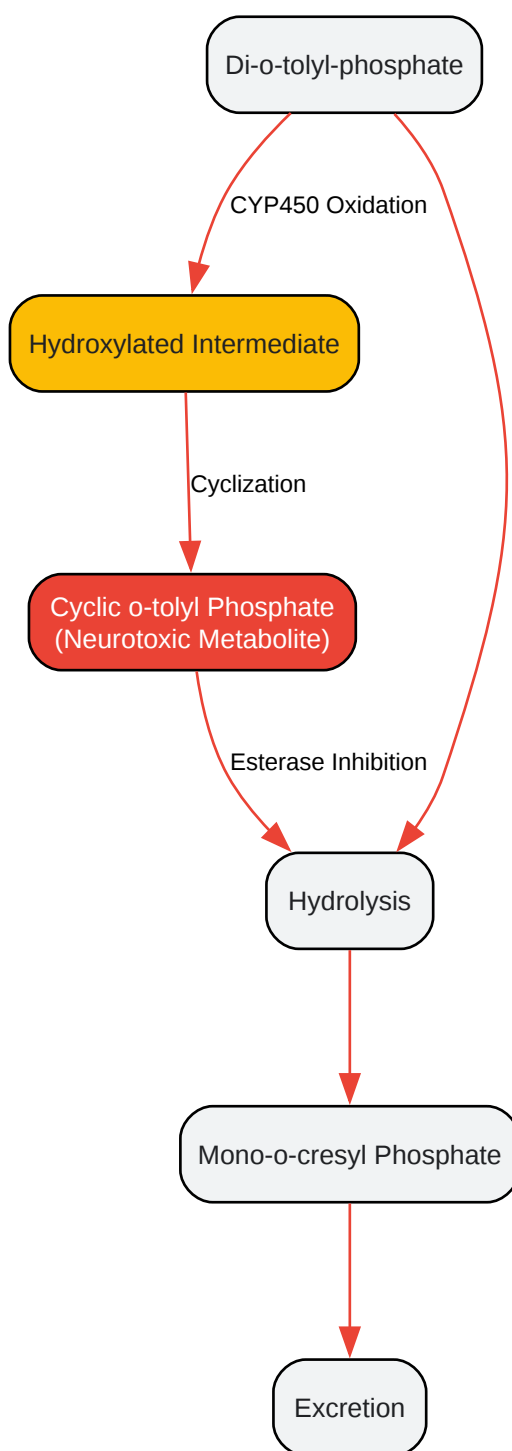 Di-o-tolyl-phosphate
CYP450 Oxidation
Hydroxylated Intermediate
Cyclization
Cyclic o-tolyl Phosphate
(Neurotoxic Metabolite)
Esterase Inhibition
Hydrolysis
Mono-o-cresyl Phosphate
Excretion